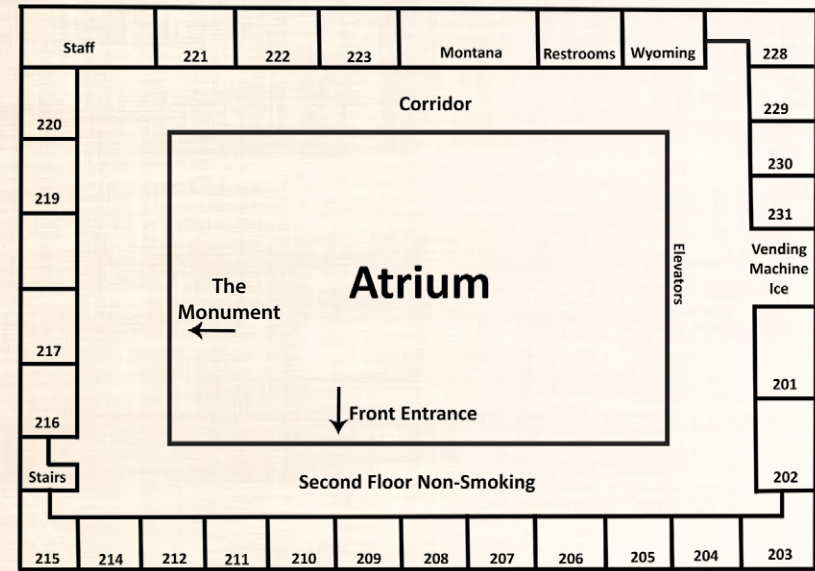 Staff
221
222
223
Montana
Restrooms
Wyoming
228
220
Corridor
229
219
230
231
Elevators
Vending
Machine
Ice
The
Monument
Atrium
217
201
216
Front Entrance
Stairs
Second Floor Non-Smoking
202
215
214
212
211
210
209
208
207
206
205
204
203